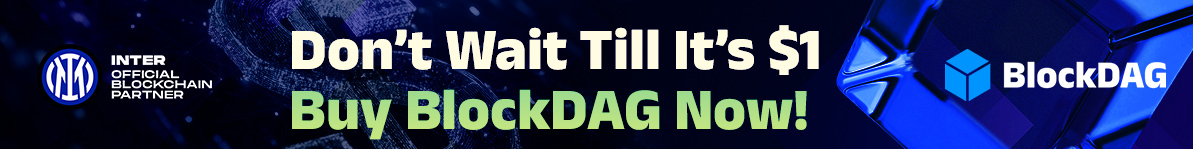 INTER
OFFICIAL
BLOCKCHAIN
PARTNER
Don't Wait Till It's $1
Buy BlockDAG Now!
BlockDAG